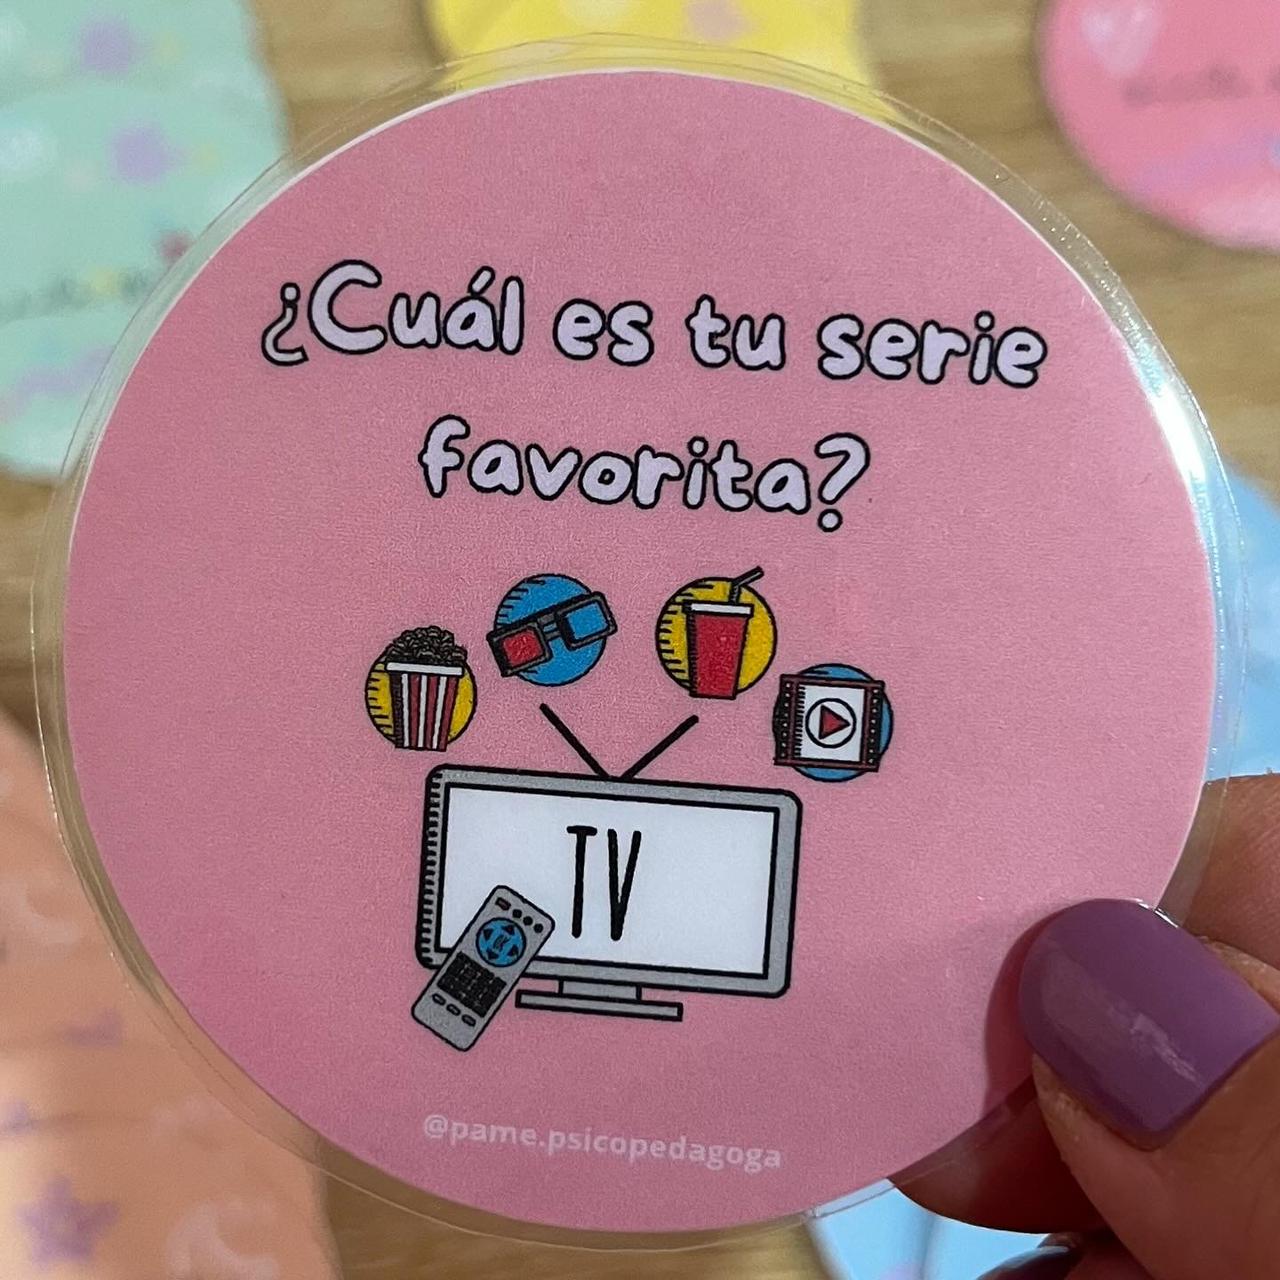 ¿Cuál es tu serie
favorita?
TV
@pame.psicopedagoga